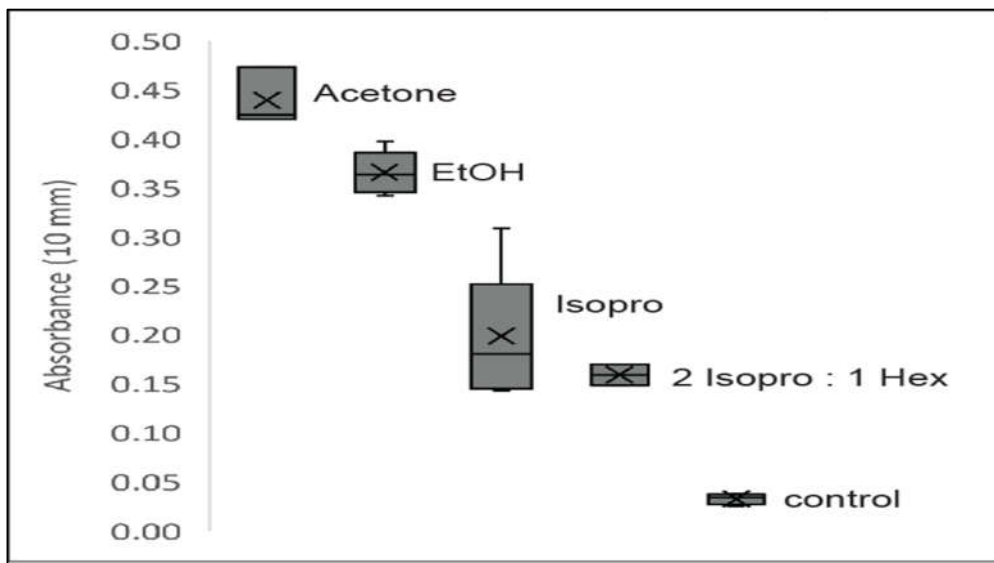 Absorbance (10 mm)
0.50
0.45
0.40
0.35
0.30
0.25
0.20
0.15
0.10
0.05
0.00
Acetone
EtOH
Isopro
2 Isopro : 1 Hex
control